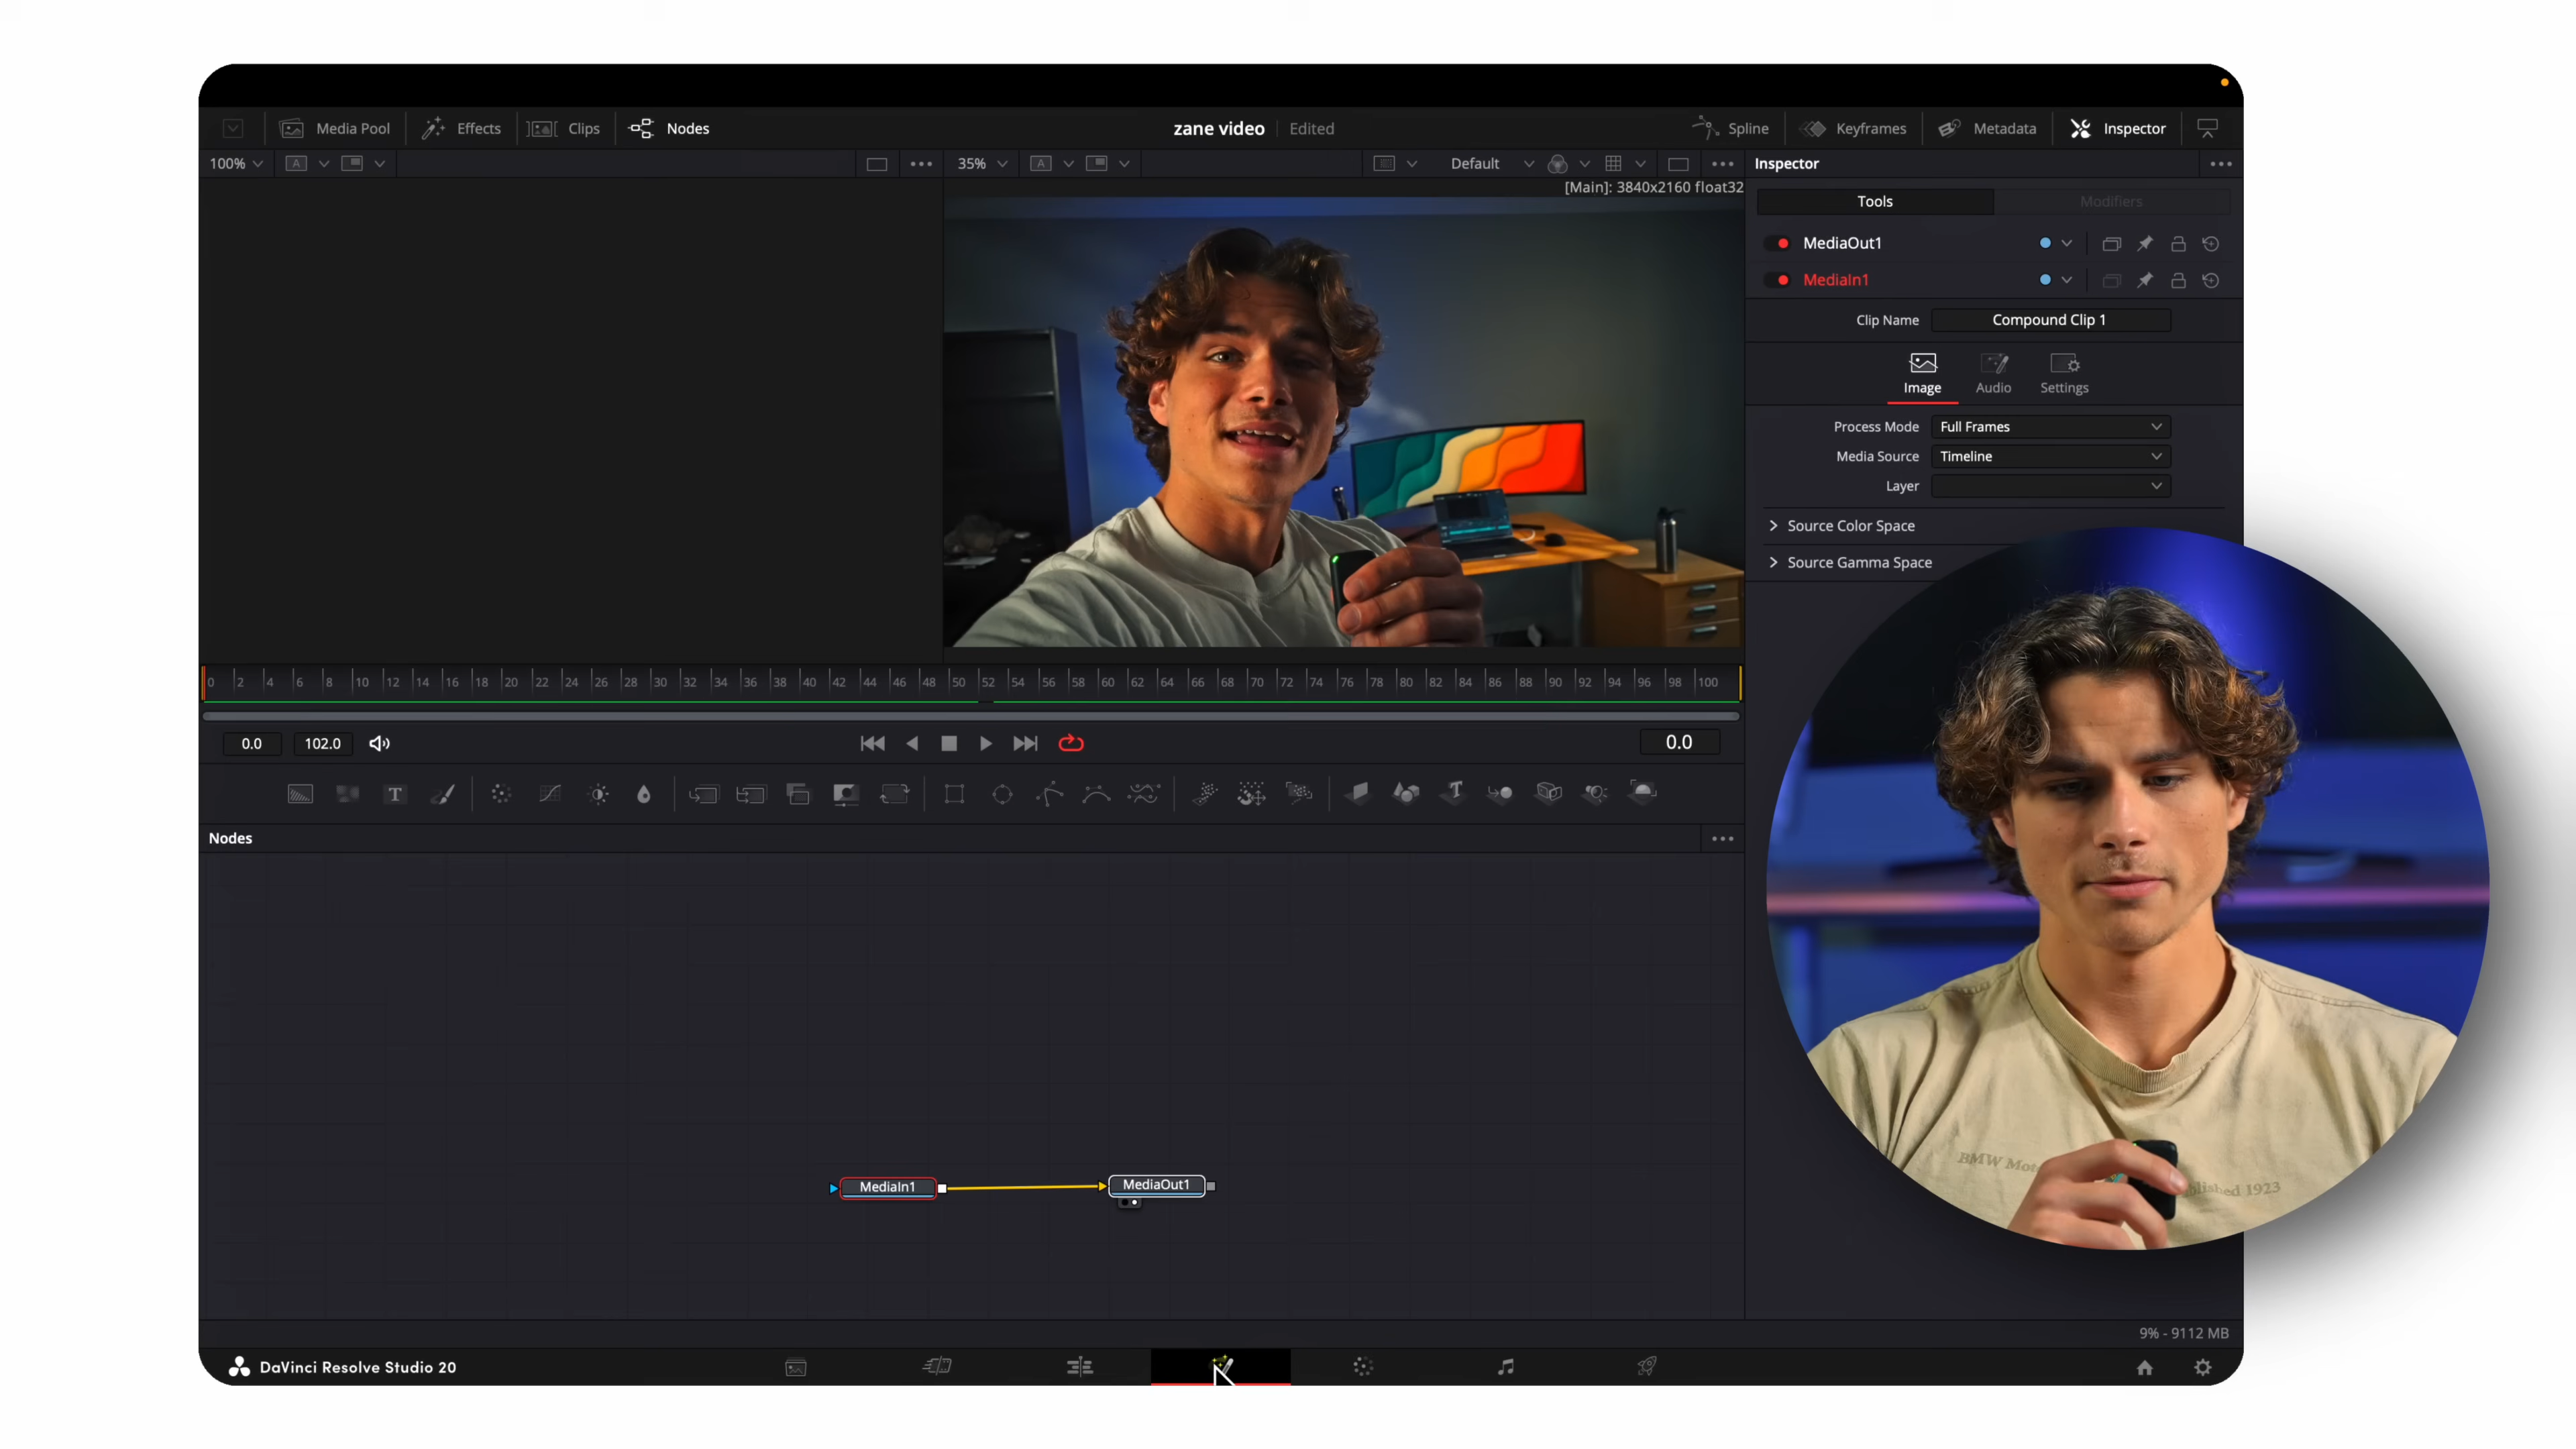 Media Pool Effects Clips Nodes zane video Edited Spline Keyframes Metadata Inspector
100% A 35% A Default Inspector
[Main]: 3840x2160 float32
Tools Modifiers
MediaOut1
MediaIn1
Clip Name Compound Clip 1
Image Audio Settings
Process Mode Full Frames
Media Source Timeline
Layer
Source Color Space
Source Gamma Space
0 2 4 6 8 10 12 14 16 18 20 22 24 26 28 30 32 34 36 38 40 42 44 46 48 50 52 54 56 58 60 62 64 66 68 70 72 74 76 78 80 82 84 86 88 90 92 94 96 98 100
0.0 102.0 0.0
T T
Nodes
MediaIn1 MediaOut1
BMW Mot
blished 1923
9% - 9112 MB
DaVinci Resolve Studio 20